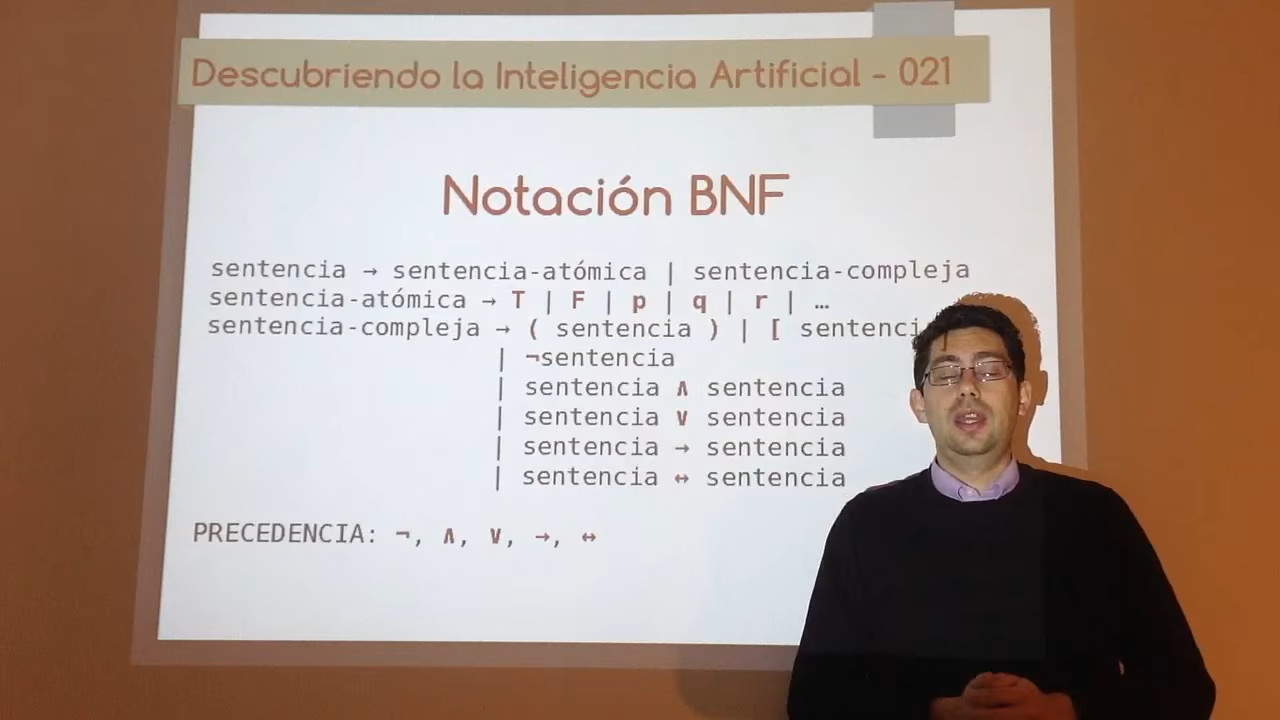 Descubriendo la Inteligencia Artificial - 021
Notación BNF
sentencia → sentencia-atómica | sentencia-compleja
sentencia-atómica → T | F | p | q | r | …
sentencia-compleja → ( sentencia ) | [
| ¬sentencia
| sentencia ∧ sentencia
| sentencia ∨ sentencia
| sentencia → sentencia
| sentencia ↔ sentencia
PRECEDENCIA: ¬, ∧, ∨, →, ↔